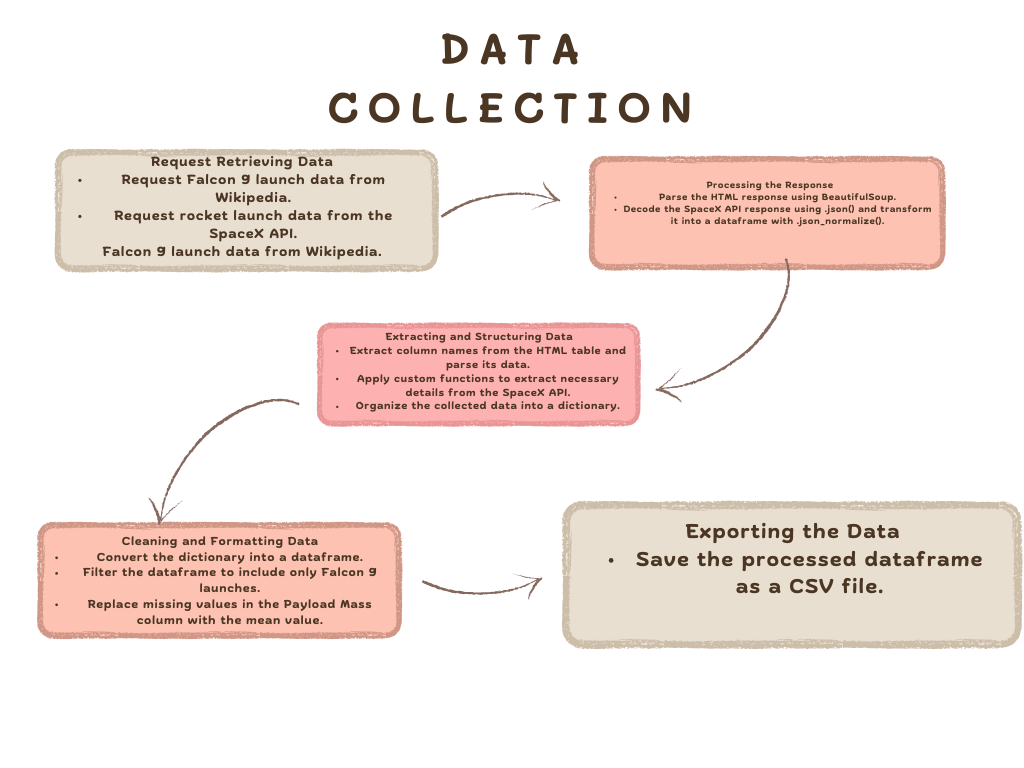 DATA
COLLECTION
Request Retrieving Data
• Request Falcon 9 launch data from
Wikipedia.
• Request rocket launch data from the
SpaceX API.
Falcon 9 launch data from Wikipedia.
Processing the Response
• Parse the HTML response using BeautifulSoup.
• Decode the SpaceX API response using .json() and transform
it into a dataframe with .json_normalize().
Extracting and Structuring Data
• Extract column names from the HTML table and
parse its data.
• Apply custom functions to extract necessary
details from the SpaceX API.
• Organize the collected data into a dictionary.
Cleaning and Formatting Data
• Convert the dictionary into a dataframe.
• Filter the dataframe to include only Falcon 9
launches.
• Replace missing values in the Payload Mass
column with the mean value.
Exporting the Data
• Save the processed dataframe
as a CSV file.